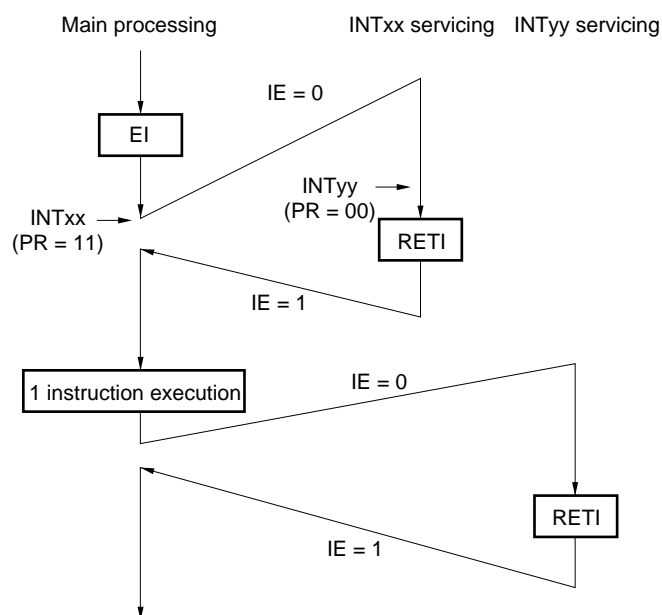 Main processing
INTxx servicing
INTyy servicing
IE = 0
EI
INTyy
(PR = 00)
INTxx
(PR = 11)
RETI
IE = 1
1 instruction execution
IE = 0
RETI
IE = 1